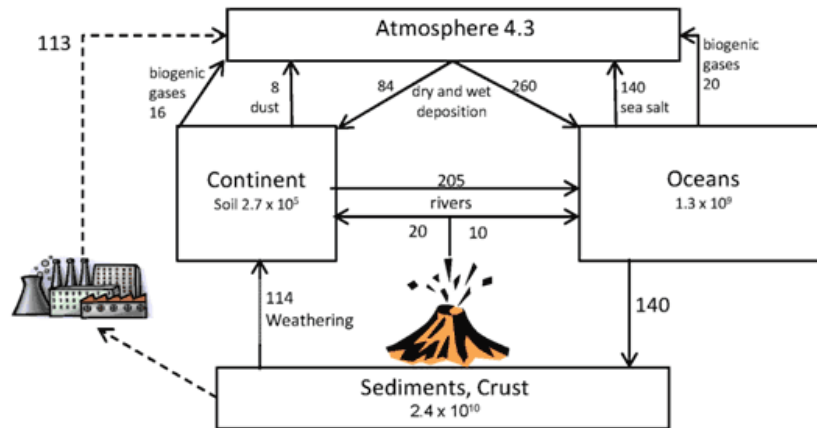 Atmosphere 4.3
113
biogenic
gases
16
8
dust
84
dry and wet
deposition
260
140
sea salt
biogenic
gases
20
Continent
Soil 2.7 x 10⁵
205
rivers
20
10
Oceans
1.3 x 10⁹
114
Weathering
140
Sediments, Crust
2.4 x 10¹⁰